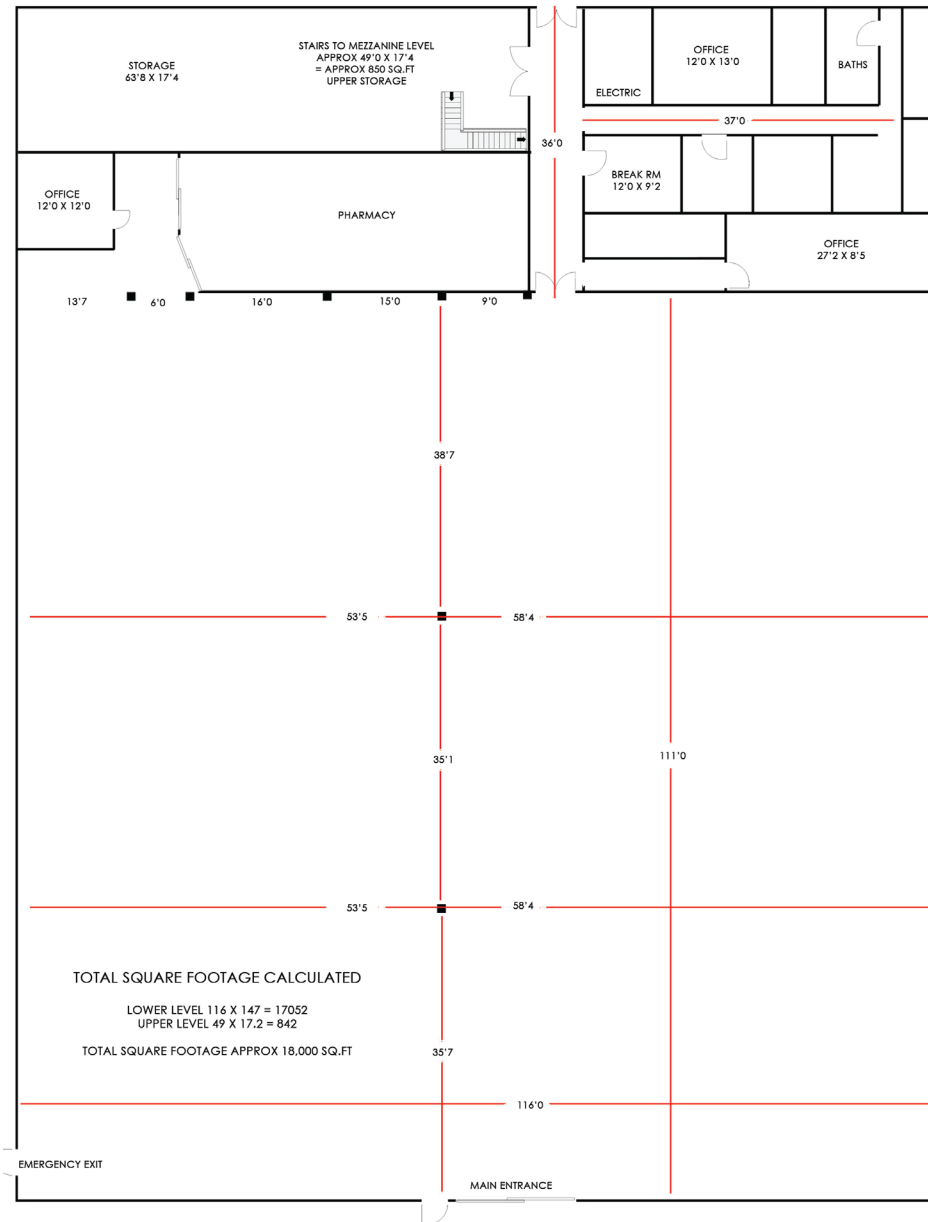 STORAGE
63'8 X 17'4
STAIRS TO MEZZANINE LEVEL
APPROX 49'0 X 17'4
= APPROX 850 SQ.FT
UPPER STORAGE
ELECTRIC
OFFICE
12'0 X 13'0
BATHS
37'0
36'0
OFFICE
12'0 X 12'0
PHARMACY
BREAK RM
12'0 X 9'2
OFFICE
27'2 X 8'5
13'7
6'0
16'0
15'0
9'0
38'7
53'5
58'4
35'1
111'0
53'5
58'4
TOTAL SQUARE FOOTAGE CALCULATED
LOWER LEVEL 116 X 147 = 17052
UPPER LEVEL 49 X 17.2 = 842
TOTAL SQUARE FOOTAGE APPROX 18,000 SQ.FT
35'7
116'0
EMERGENCY EXIT
MAIN ENTRANCE